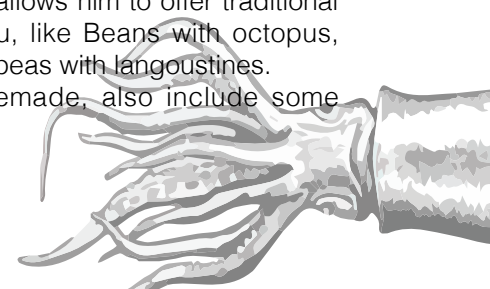 allows him to offer traditional
u, like Beans with octopus,
peas with langoustines.
emade, also include some